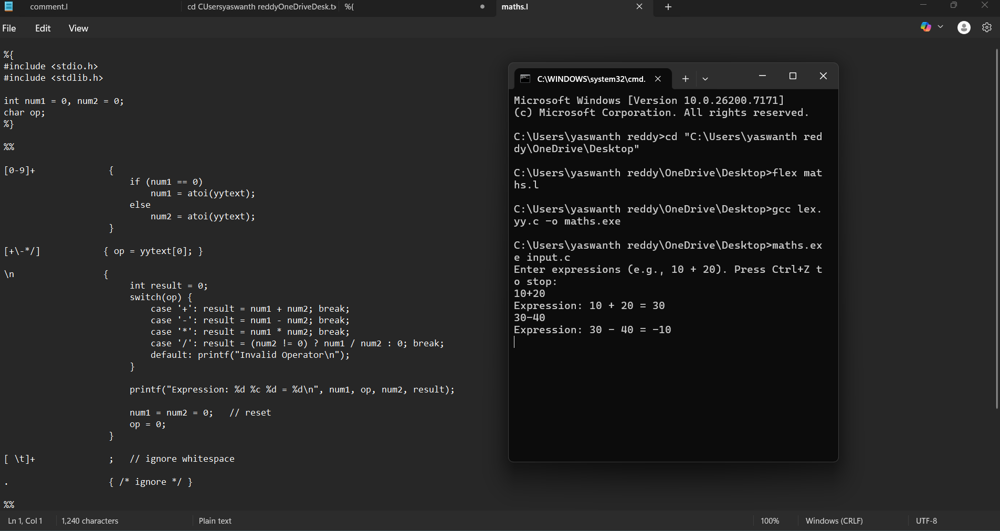 comment.l
cd CUsersyaswanth reddyOneDriveDesk.tx
%{
maths.l
File Edit View
%{
#include <stdio.h>
#include <stdlib.h>
int num1 = 0, num2 = 0;
char op;
%}
%%
[0-9]+ {
if (num1 == 0)
num1 = atoi(yytext);
else
num2 = atoi(yytext);
}
[+\-*/] { op = yytext[0]; }
\n {
int result = 0;
switch(op) {
case '+': result = num1 + num2; break;
case '-': result = num1 - num2; break;
case '*': result = num1 * num2; break;
case '/': result = (num2 != 0) ? num1 / num2 : 0; break;
default: printf("Invalid Operator\n");
}
printf("Expression: %d %c %d = %d\n", num1, op, num2, result);
num1 = num2 = 0; // reset
op = 0;
}
[ \t]+ ; // ignore whitespace
. { /* ignore */ }
%%
C:\WINDOWS\system32\cmd.
Microsoft Windows [Version 10.0.26200.7171]
(c) Microsoft Corporation. All rights reserved.
C:\Users\yaswanth reddy>cd "C:\Users\yaswanth red
dy\OneDrive\Desktop"
C:\Users\yaswanth reddy\OneDrive\Desktop>flex mat
hs.l
C:\Users\yaswanth reddy\OneDrive\Desktop>gcc lex.
yy.c -o maths.exe
C:\Users\yaswanth reddy\OneDrive\Desktop>maths.ex
e input.c
Enter expressions (e.g., 10 + 20). Press Ctrl+Z t
o stop:
10+20
Expression: 10 + 20 = 30
30-40
Expression: 30 - 40 = -10
Ln 1, Col 1 1,240 characters Plain text 100% Windows (CRLF) UTF-8